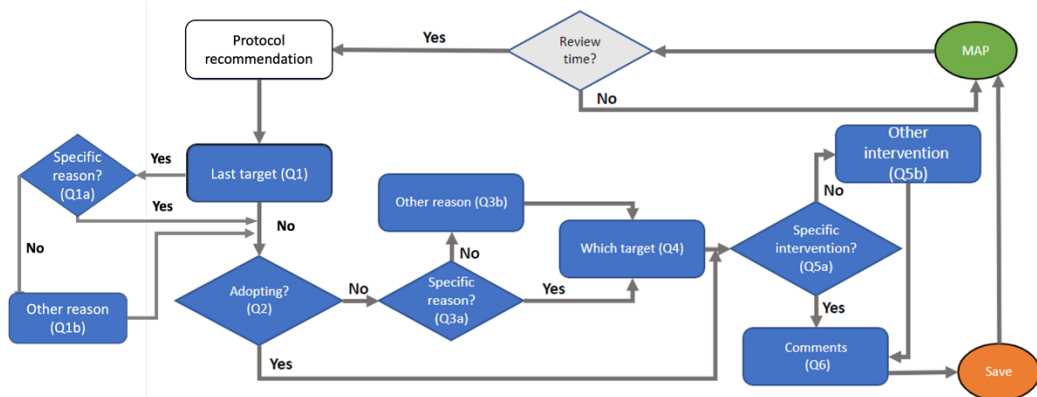 Protocol
recommendation
Yes
Review
time?
MAP
No
Specific
reason?
(Q1a)
Yes
Last target (Q1)
Other
intervention
(Q5b)
Yes
No
No
Other reason (Q3b)
No
Which target (Q4)
Specific
intervention?
(Q5a)
No
Adopting?
(Q2)
No
Specific
reason?
(Q3a)
Yes
Other reason
(Q1b)
Yes
Yes
Comments
(Q6)
Save